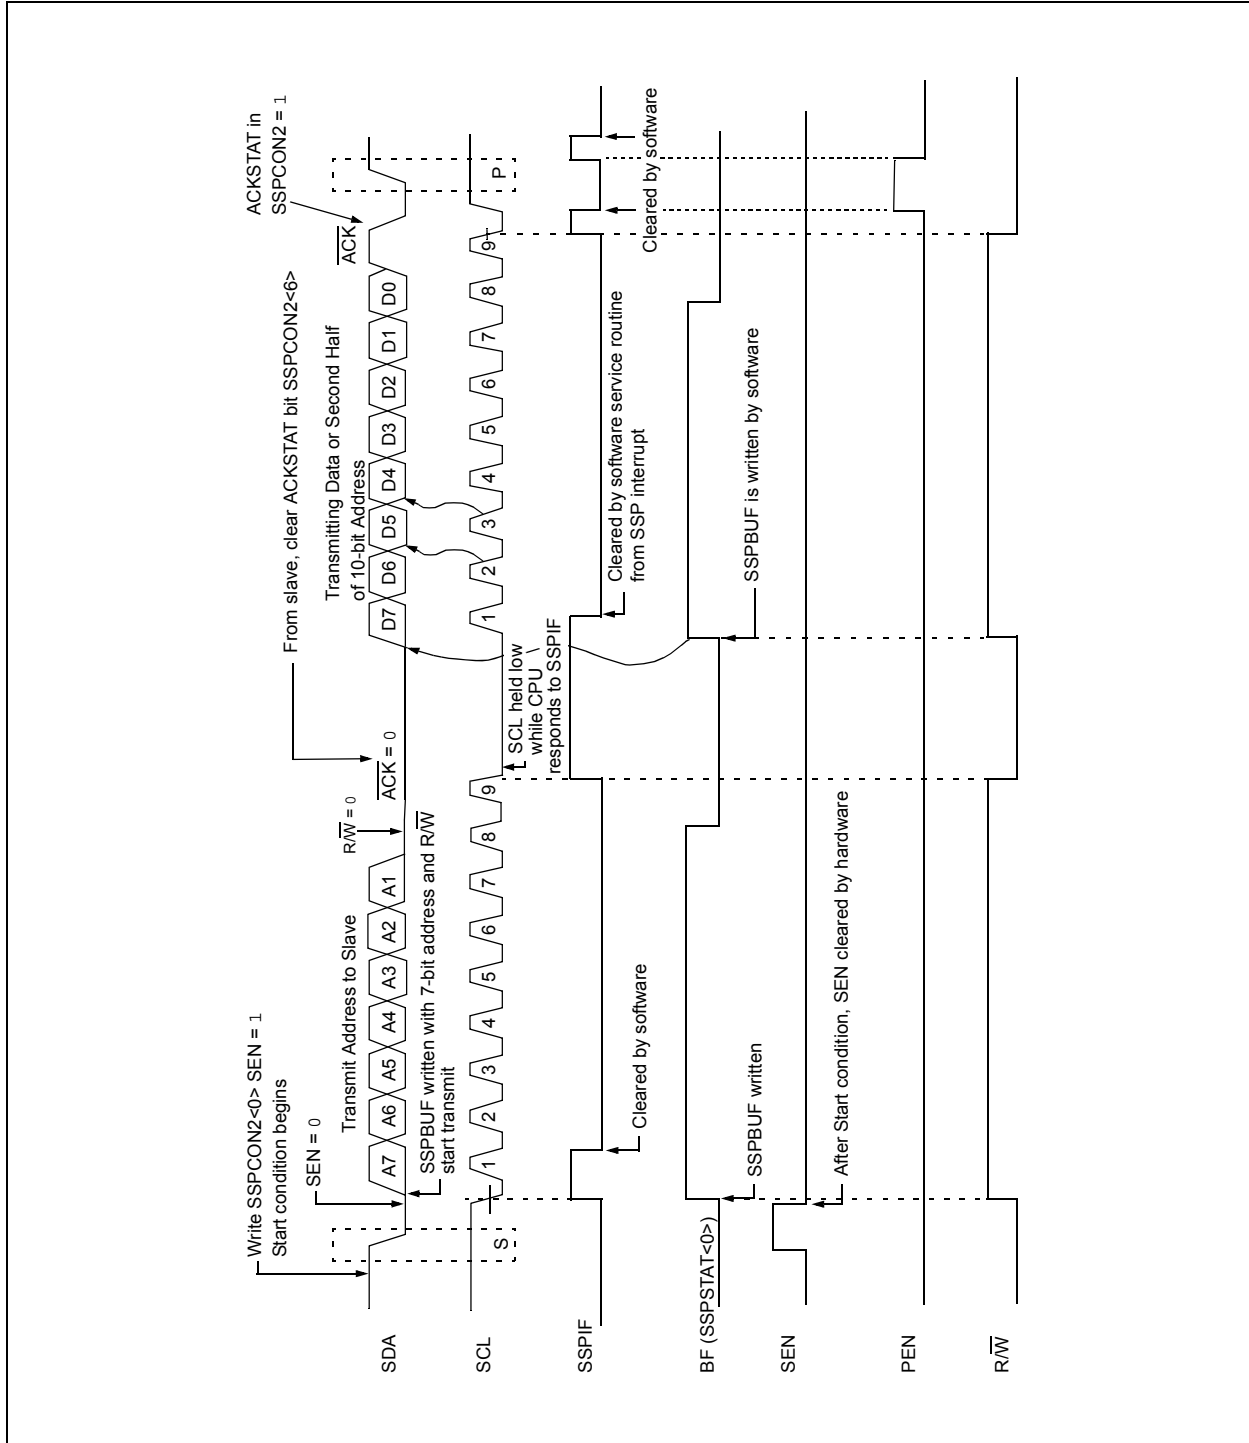 Write SSPCON2<0> SEN = 1
Start condition begins
SEN = 0
Transmit Address to Slave
R/W = 0
From slave, clear ACKSTAT bit SSPCON2<6>
ACK = 0
Transmitting Data or Second Half
of 10-bit Address
ACKSTAT in
SSPCON2 = 1
ACK
SDA
A7 A6 A5 A4 A3 A2 A1
D7 D6 D5 D4 D3 D2 D1 D0
SSPBUF written with 7-bit address and R/W
start transmit
SCL
S
1 2 3 4 5 6 7 8 9
1 2 3 4 5 6 7 8 9
P
SCL held low
while CPU
responds to SSPIF
SSPIF
Cleared by software
Cleared by software service routine
from SSP interrupt
Cleared by software
BF (SSPSTAT<0>)
SSPBUF written
SSPBUF is written by software
SEN
After Start condition, SEN cleared by hardware
PEN
R/W